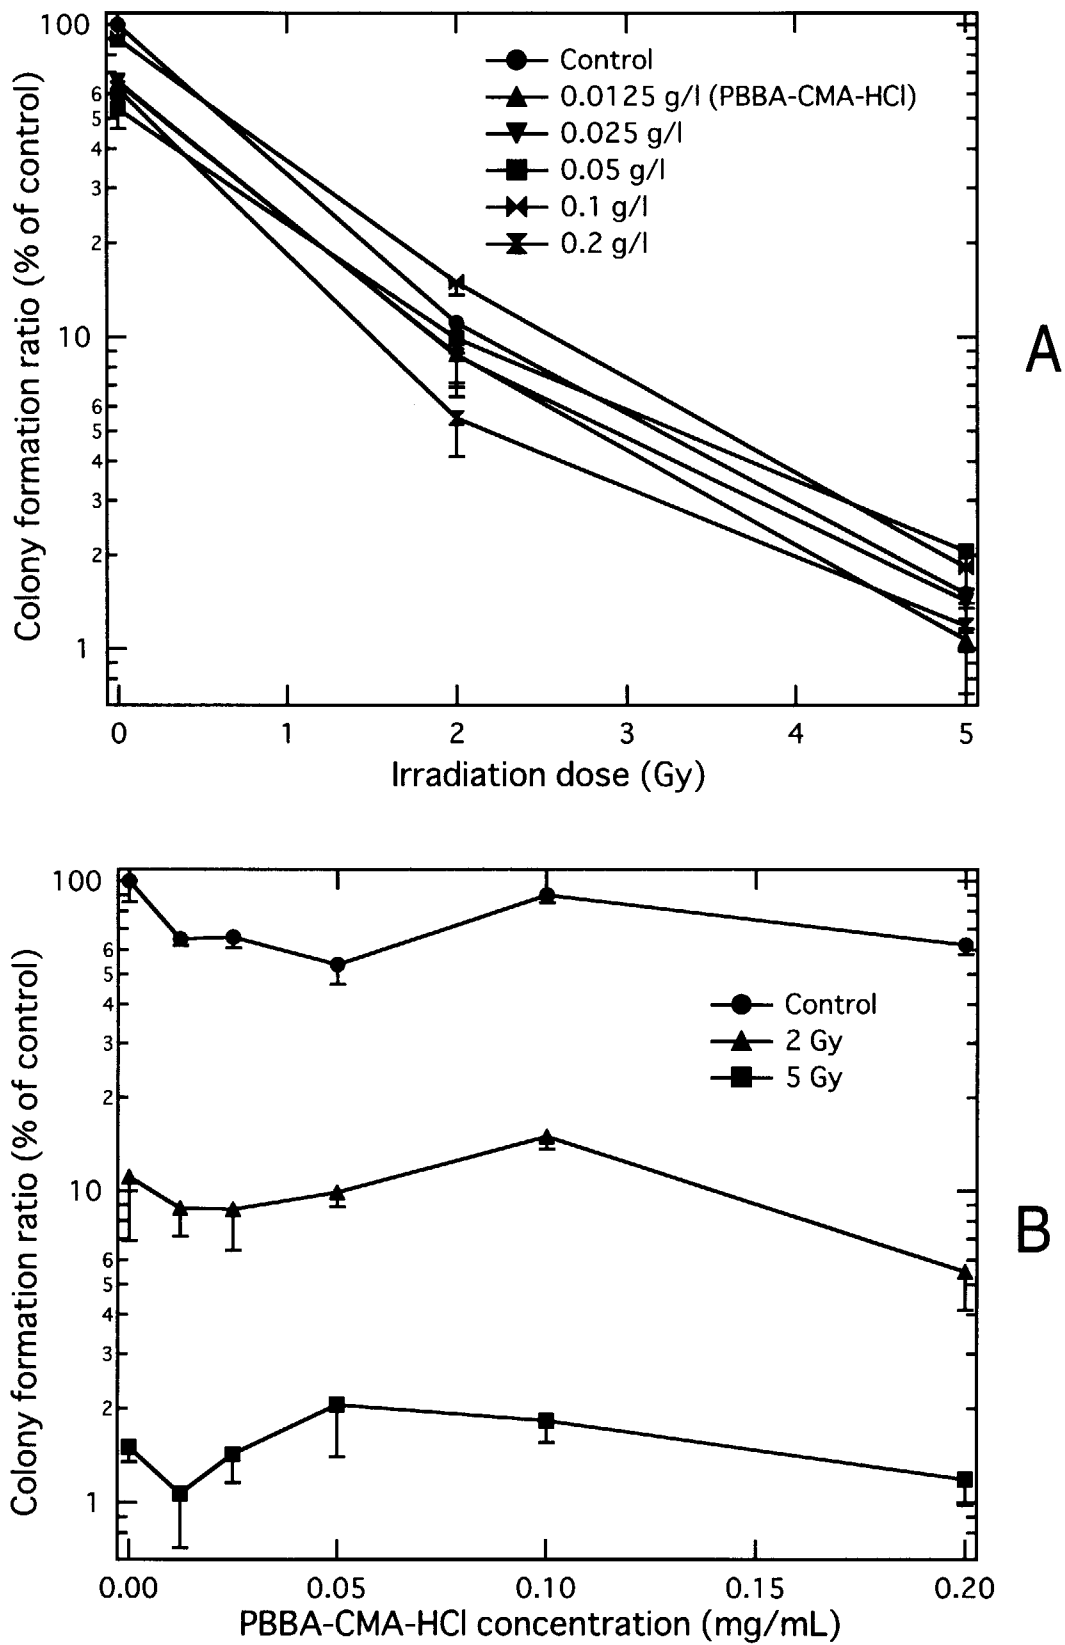 100
6
5
4
3
2
10
6
5
4
3
2
1
Colony formation ratio (% of control)
Control
0.0125 g/l (PBBA-CMA-HCl)
0.025 g/l
0.05 g/l
0.1 g/l
0.2 g/l
A
0 1 2 3 4 5
Irradiation dose (Gy)
100
6
5
4
3
2
10
6
5
4
3
2
1
Colony formation ratio (% of control)
Control
2 Gy
5 Gy
B
0.00 0.05 0.10 0.15 0.20
PBBA-CMA-HCl concentration (mg/mL)